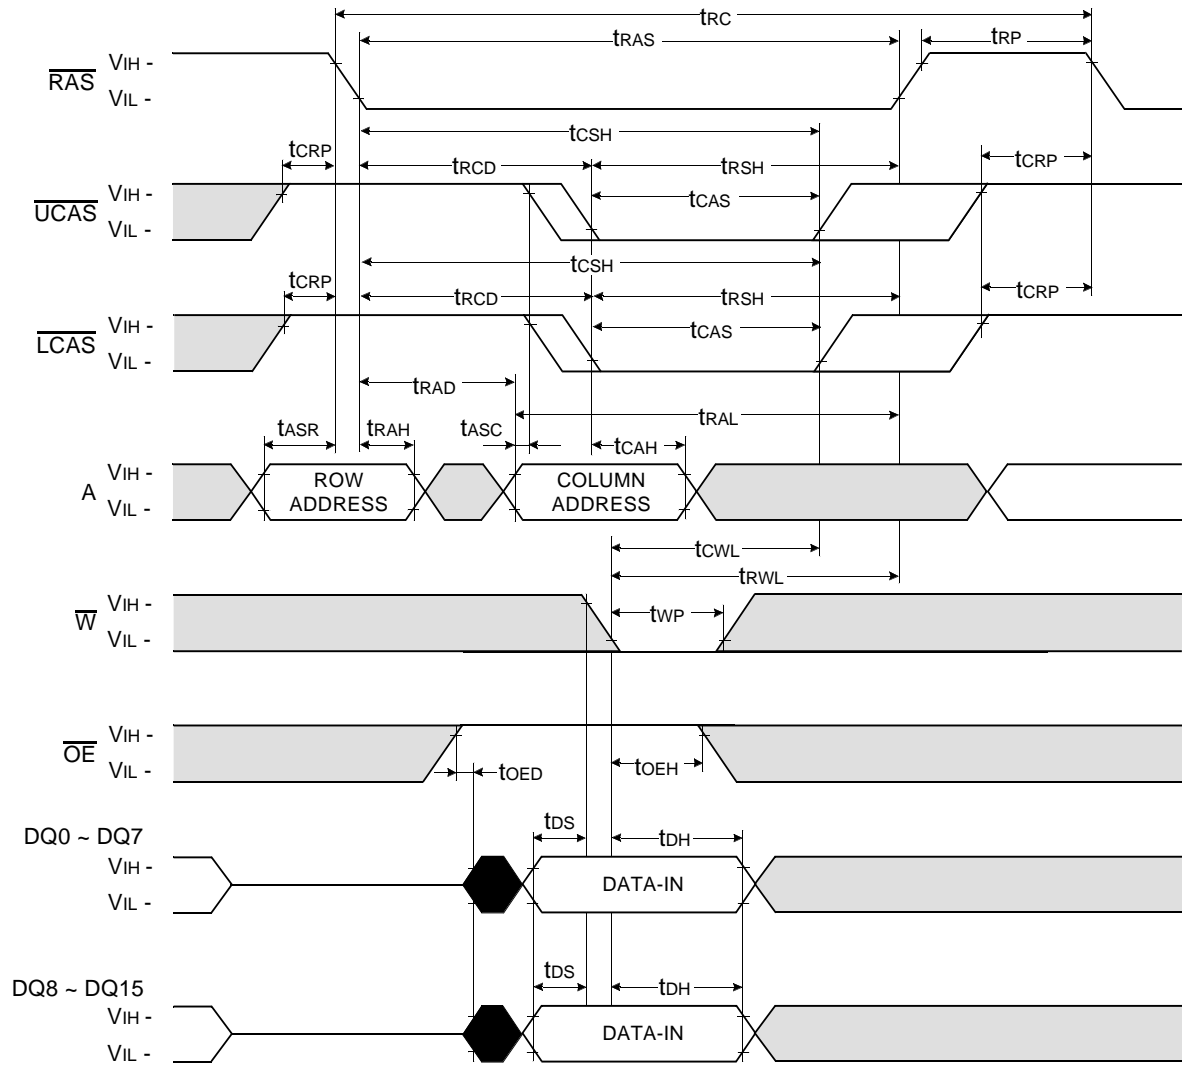 tRC
tRAS
tRP
RAS
VIH -
VIL -
tCSH
tCRP
tRCD
tRSH
tCRP
UCAS
VIH -
VIL -
tCAS
tCSH
tCRP
tRCD
tRSH
tCRP
LCAS
VIH -
VIL -
tCAS
tRAD
tRAL
tASR
tRAH
tASC
tCAH
A
VIH -
VIL -
ROW
ADDRESS
COLUMN
ADDRESS
tCWL
tRWL
W
VIH -
VIL -
tWP
OE
VIH -
VIL -
tOED
tOEH
DQ0 ~ DQ7
VIH -
VIL -
tDS
tDH
DATA-IN
DQ8 ~ DQ15
VIH -
VIL -
tDS
tDH
DATA-IN